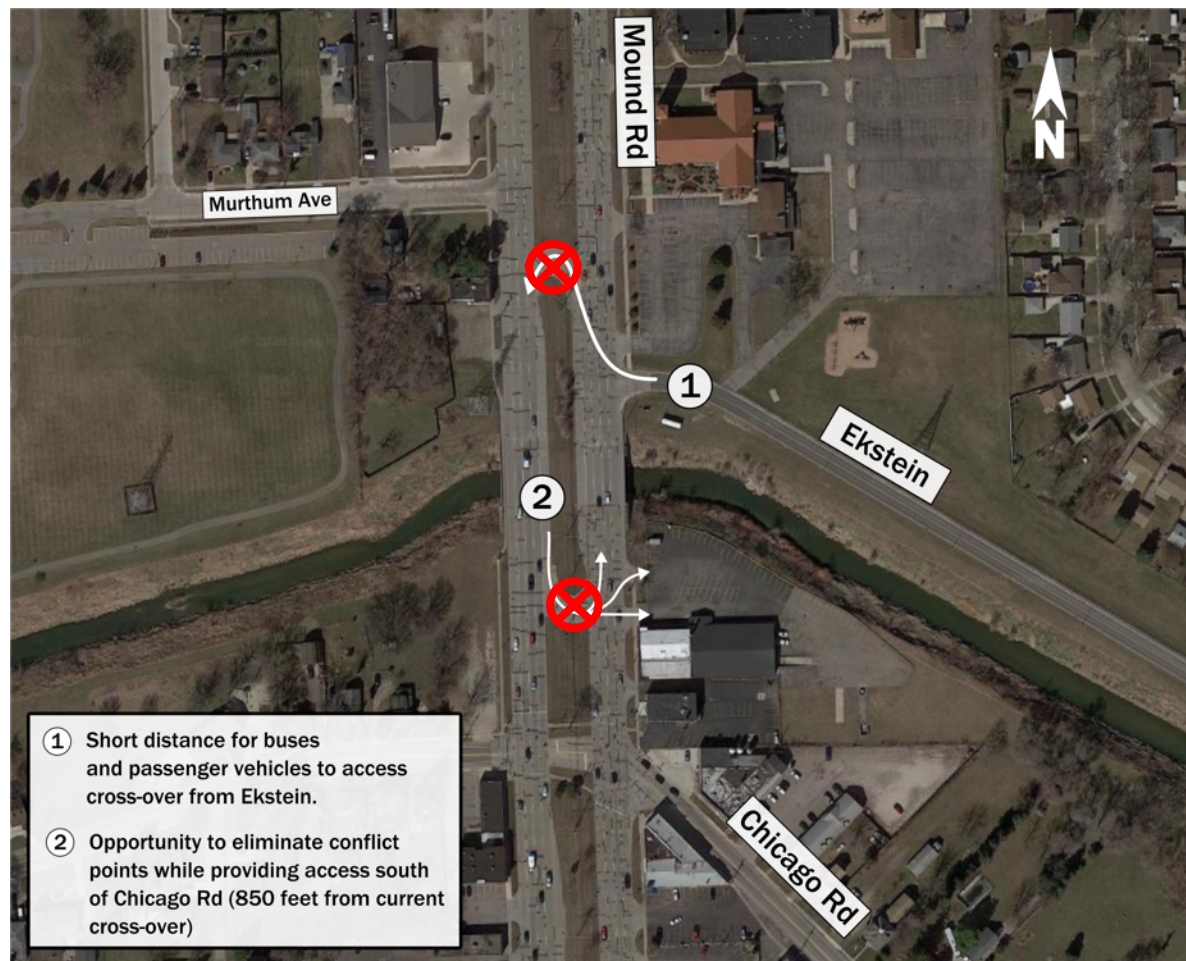 Mound Rd
N
Murthum Ave
1
Ekstein
2
1 Short distance for buses
and passenger vehicles to access
cross-over from Ekstein.
2 Opportunity to eliminate conflict
points while providing access south
of Chicago Rd (850 feet from current
cross-over)
Chicago Rd